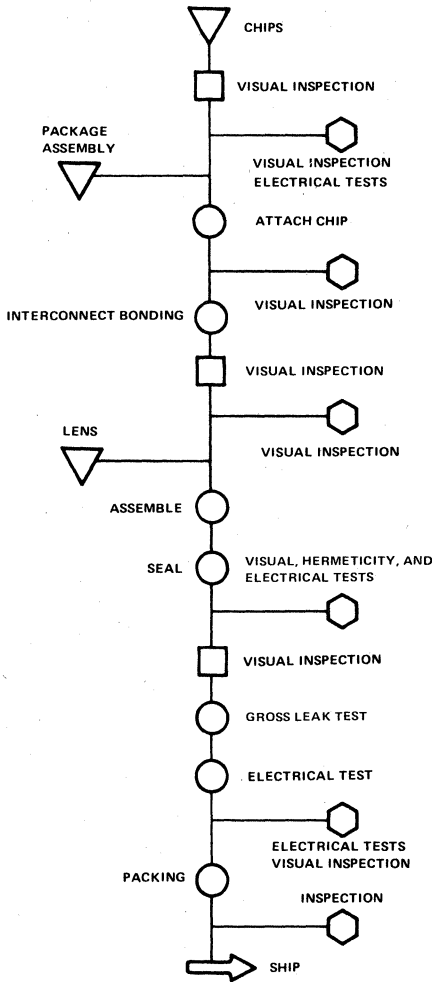 CHIPS
VISUAL INSPECTION
PACKAGE
ASSEMBLY
VISUAL INSPECTION
ELECTRICAL TESTS
ATTACH CHIP
VISUAL INSPECTION
INTERCONNECT BONDING
VISUAL INSPECTION
LENS
VISUAL INSPECTION
ASSEMBLE
SEAL
VISUAL, HERMETICITY, AND
ELECTRICAL TESTS
VISUAL INSPECTION
GROSS LEAK TEST
ELECTRICAL TEST
ELECTRICAL TESTS
VISUAL INSPECTION
PACKING
INSPECTION
SHIP